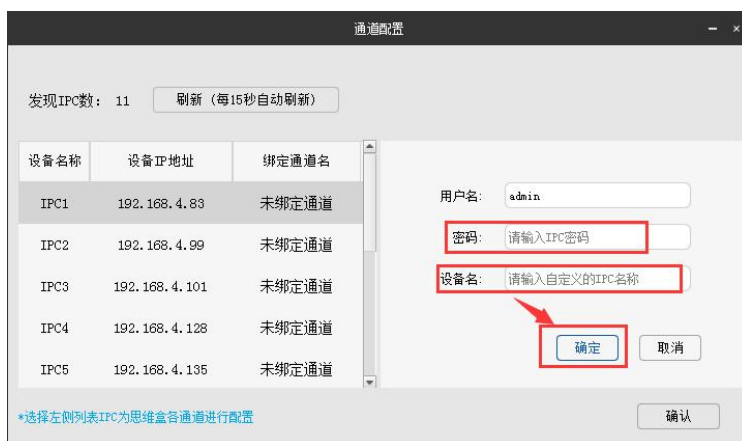 通道配置
发现IPC数： 11 刷新（每15秒自动刷新）
设备名称 设备IP地址 绑定通道名
IPC1 192.168.4.83 未绑定通道
IPC2 192.168.4.99 未绑定通道
IPC3 192.168.4.101 未绑定通道
IPC4 192.168.4.128 未绑定通道
IPC5 192.168.4.135 未绑定通道
用户名: admin
密码: 请输入IPC密码
设备名: 请输入自定义的IPC名称
确定 取消
*选择左侧列表IPC为思维盒各通道进行配置 确认